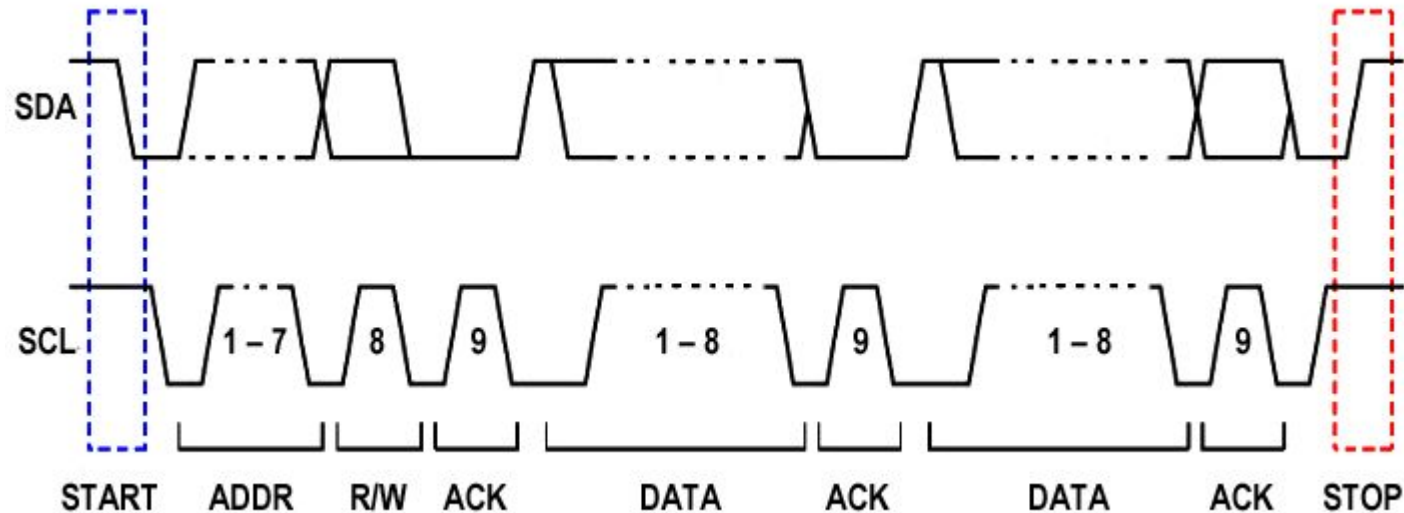 SDA
SCL 1 – 7 8 9 1 – 8 9 1 – 8 9
START ADDR R/W ACK DATA ACK DATA ACK STOP